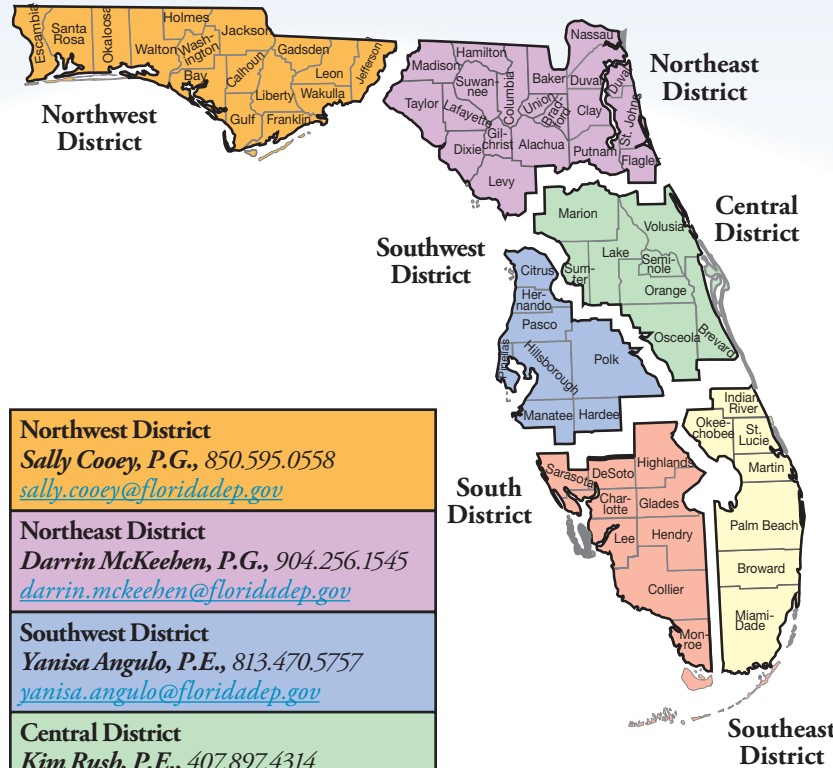 Escambia
Santa
Rosa
Okaloosa
Holmes
Walton
Wash-
ington
Jackson
Bay
Calhoun
Gadsden
Liberty
Leon
Wakulla
Jefferson
Gulf
Franklin
Northwest
District
Nassau
Hamilton
Madison
Suwan-
nee
Columbia
Baker
Duval
Duval
Taylor
Lafayette
Union
Brad-
ford
Clay
St. Johns
Dixie
Gil-
christ
Alachua
Putnam
Flagler
Levy
Northeast
District
Marion
Volusia
Lake
Sum-
ter
Semi-
nole
Orange
Osceola
Brevard
Central
District
Southwest
District
Citrus
Her-
nando
Pasco
Pinellas
Hillsborough
Polk
Manatee
Hardee
Indian
River
Okee-
chobee
St.
Lucie
Martin
Palm Beach
Broward
Miami-
Dade
Sarasota
DeSoto
Highlands
Char-
lotte
Glades
Lee
Hendry
Collier
Mon-
roe
South
District
Southeast
District
Northwest District
Sally Cooey, P.G., 850.595.0558
sally.cooey@floridadep.gov
Northeast District
Darrin McKeehen, P.G., 904.256.1545
darrin.mckeehen@floridadep.gov
Southwest District
Yanisa Angulo, P.E., 813.470.5757
yanisa.angulo@floridadep.gov
Central District
Kim Rush, P.E., 407.897.4314